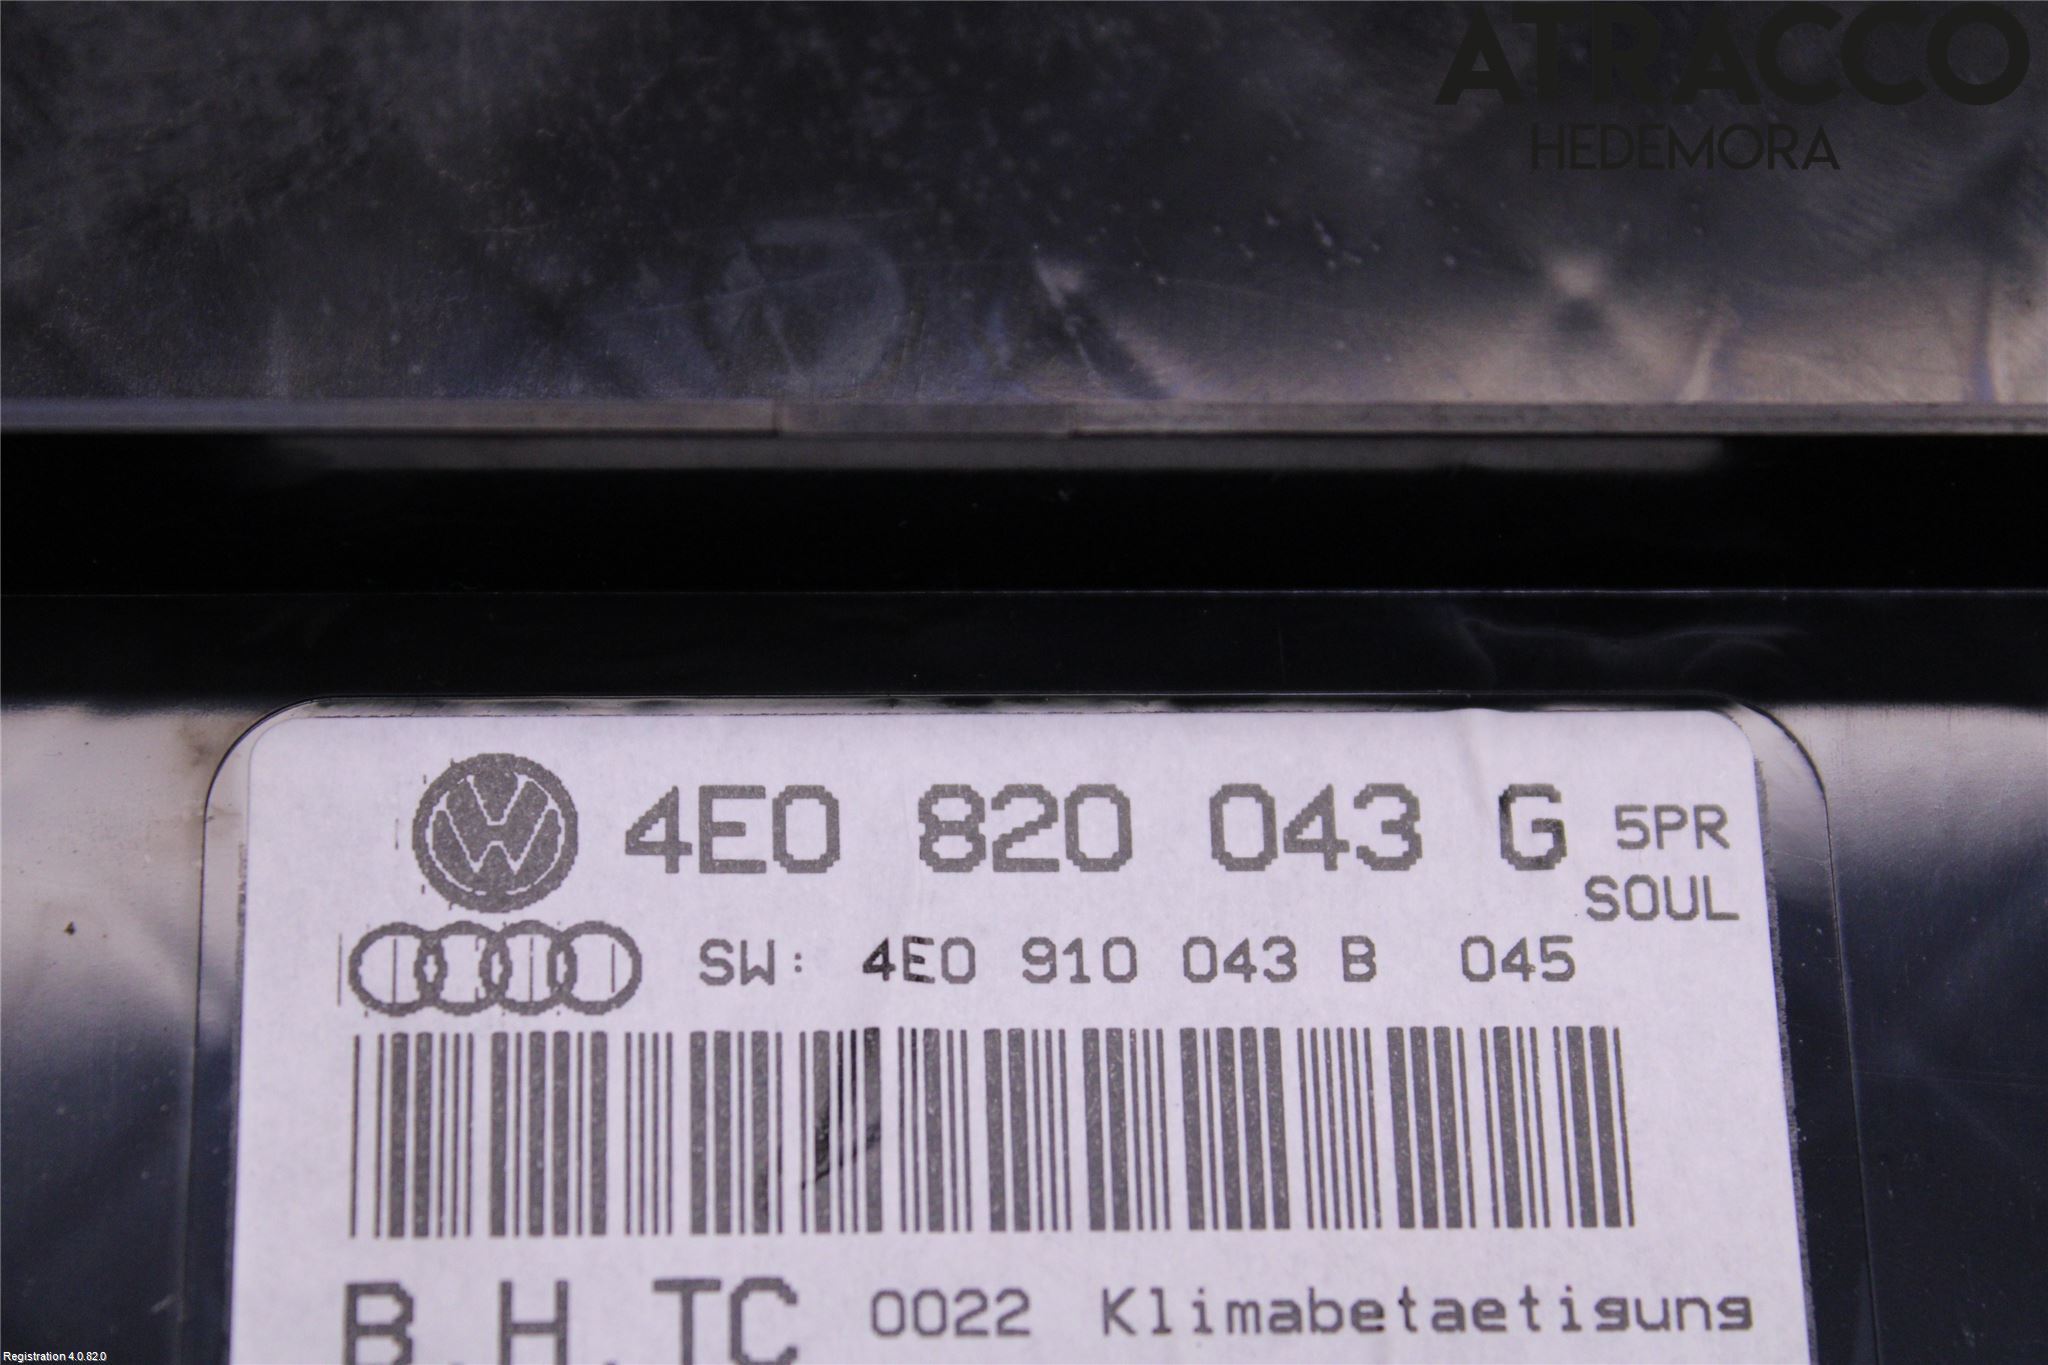 ATRACCO
HEDEMORA
4E0 820 043 G 5PR
SOUL
SW: 4E0 910 043 B 045
B.H.TC 0022 Klimabetaetigung
Registration 4.0.82.0